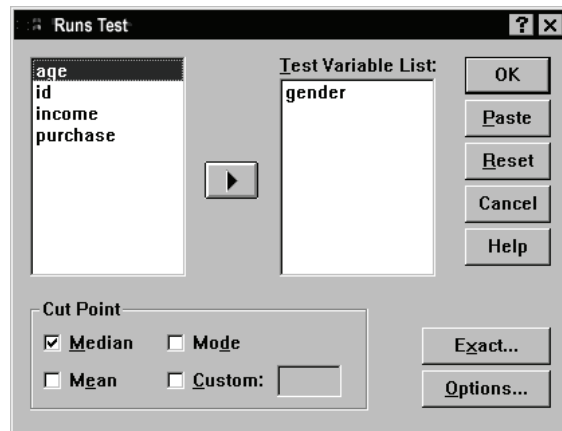 Runs Test
age
id
income
purchase
Test Variable List:
gender
OK
Paste
Reset
Cancel
Help
Cut Point
Median
Mode
Mean
Custom:
Exact...
Options...